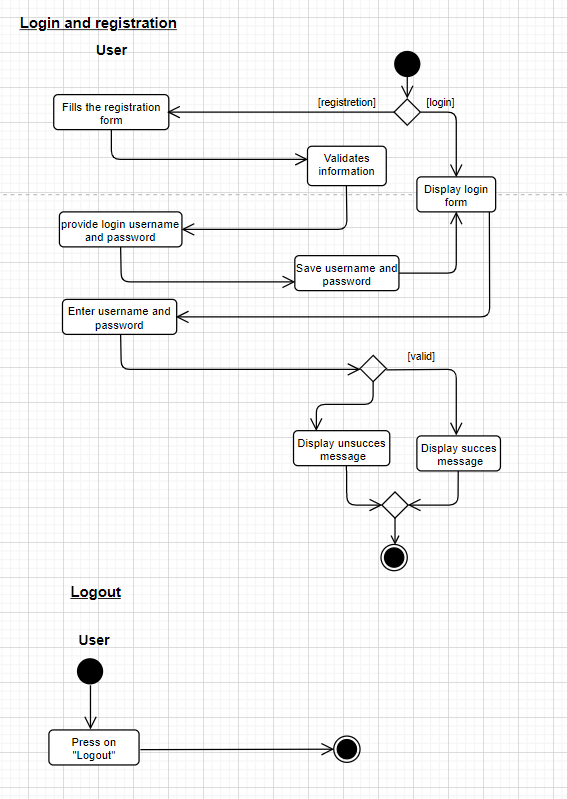 Login and registration
User
[registretion]
[login]
Fills the registration
form
Validates
information
Display login
form
provide login username
and password
Save username and
password
Enter username and
password
[valid]
Display unsucces
message
Display succes
message
Logout
User
Press on
"Logout"